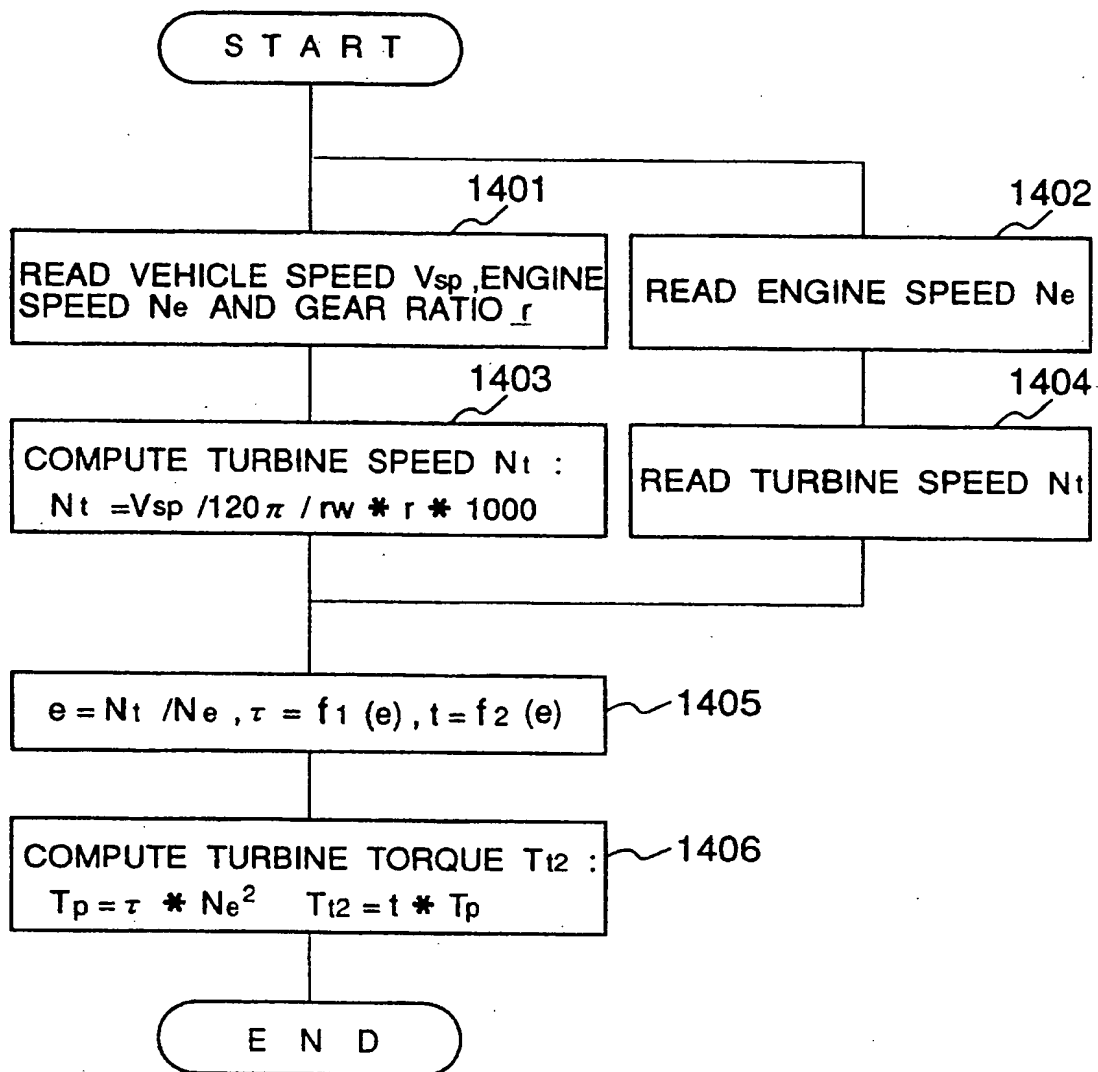 START
1401
READ VEHICLE SPEED Vsp ,ENGINE
SPEED Ne AND GEAR RATIO r
1402
READ ENGINE SPEED Ne
1403
COMPUTE TURBINE SPEED Nt :
Nt =Vsp /120π / rw * r * 1000
1404
READ TURBINE SPEED Nt
e = Nt /Ne , τ = f1 (e) , t = f2 (e)
1405
COMPUTE TURBINE TORQUE Tt2 :
Tp = τ * Ne² Tt2 = t * Tp
1406
END